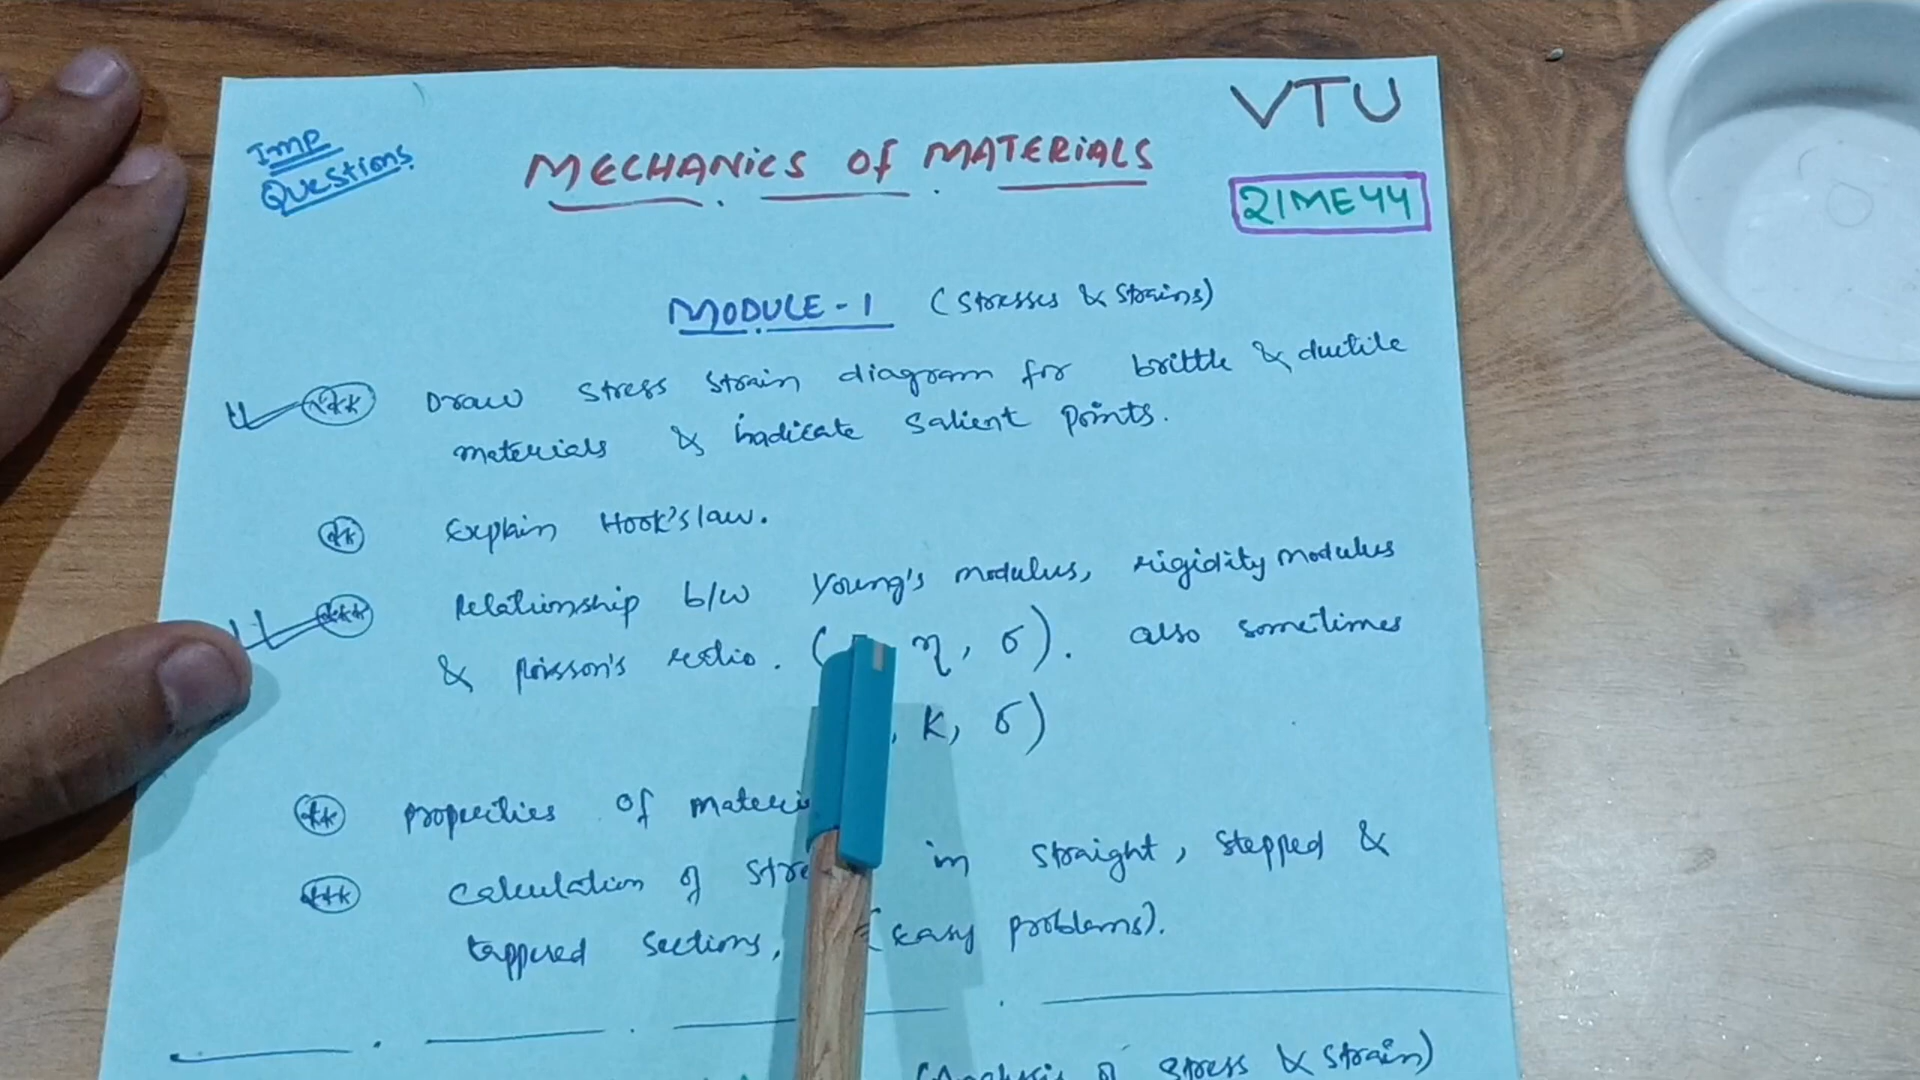 VTU
Imp
Questions.
MECHANiCS Of MATERiALS
21ME44
MODULE - 1 (Stresses & Strains)
** Draw stress strain diagram for brittle & ductile
materials & indicate salient points.
* Explain Hook's law.
*** Relationship b/w Young's modulus, rigidity modulus
& poisson's ratio. ( η, σ). also sometimes
, K, σ)
** Properties of
*** calculation of in straight, stepped &
tappered sections, (easy problems).
of stress & strain)